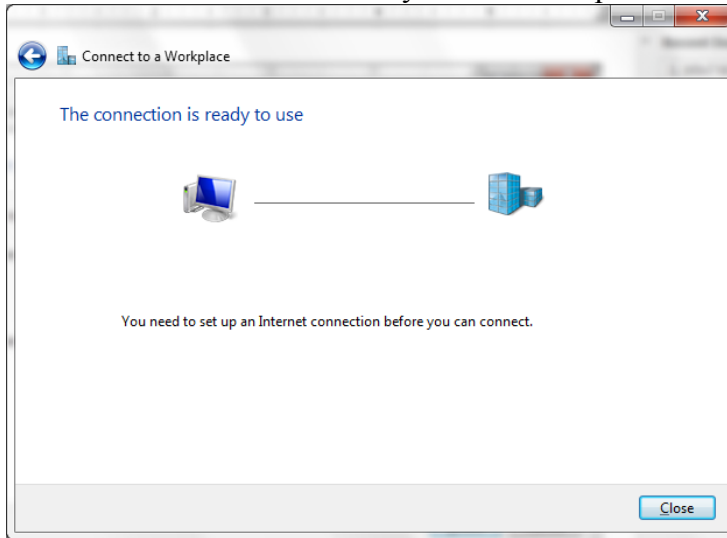 Connect to a Workplace
The connection is ready to use
You need to set up an Internet connection before you can connect.
Close